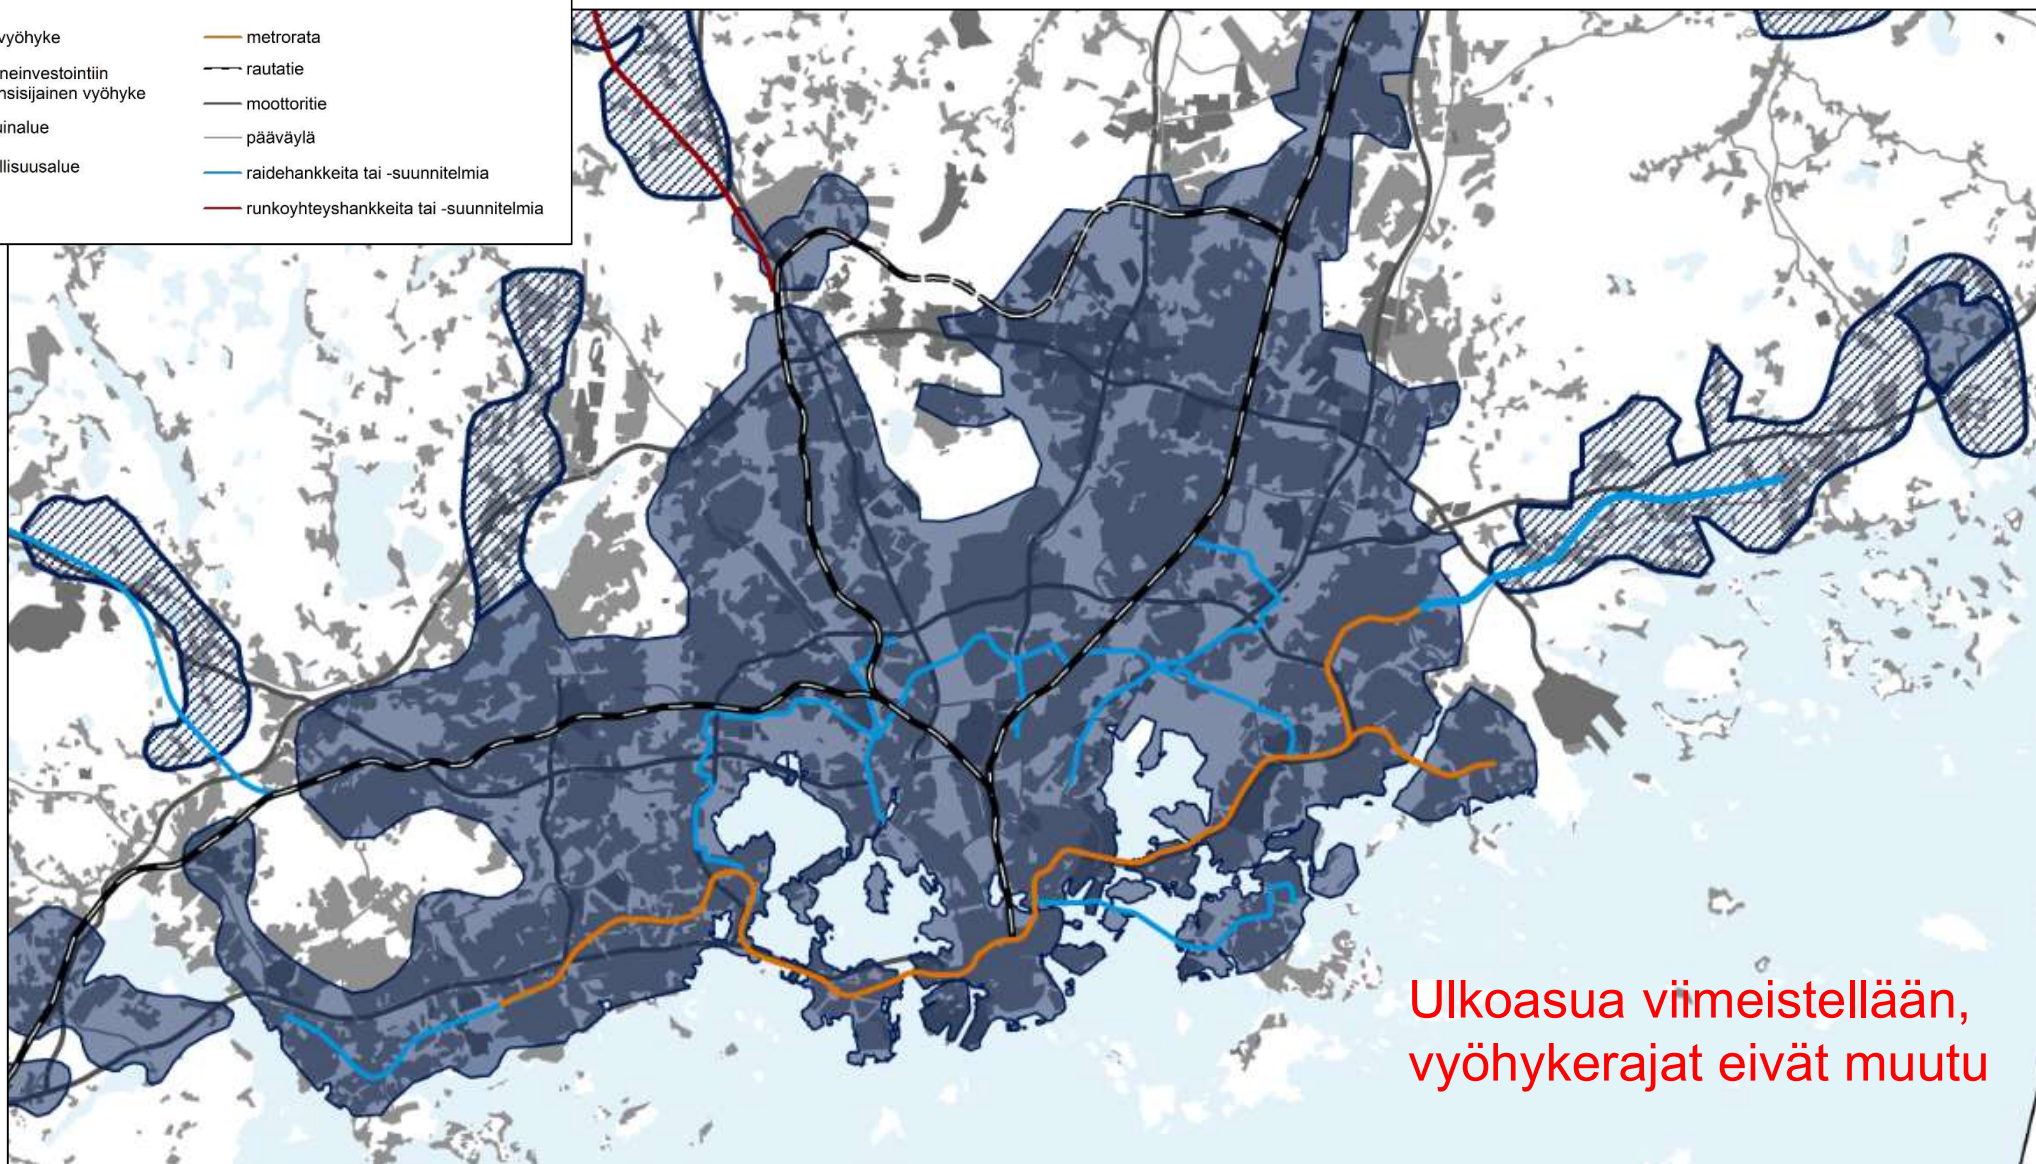 vyöhyke
neinvestointiin
nsisijainen vyöhyke
uinalue
llisuusalue
metrorata
rautatie
moottoritie
pääväylä
raidehankkeita tai -suunnitelmia
runkoyhteyshankkeita tai -suunnitelmia
Ulkoasua viimeistellään,
vyöhykerajat eivät muutu